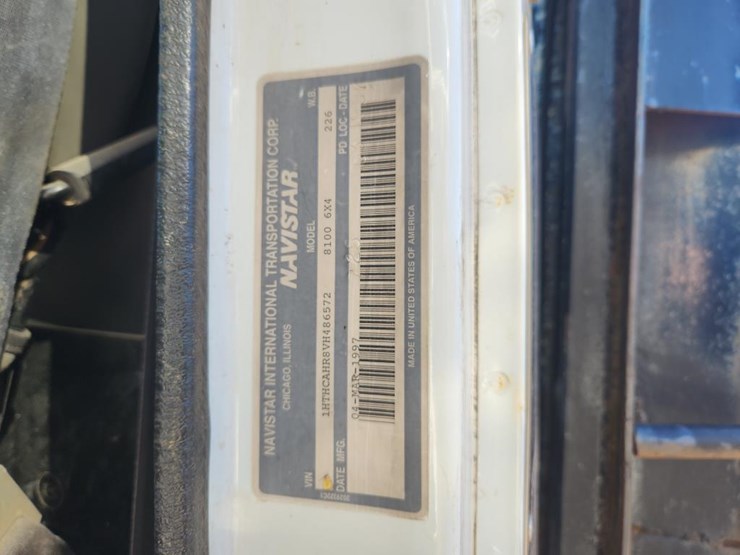 NAVISTAR INTERNATIONAL TRANSPORTATION CORP.
CHICAGO, ILLINOIS
NAVISTAR
VIN MODEL W.B.
1HTHCAHR8VH486572 8100 6X4 226
DATE MFG. PD LOC - DATE
04-MAR-1997
MADE IN UNITED STATES OF AMERICA